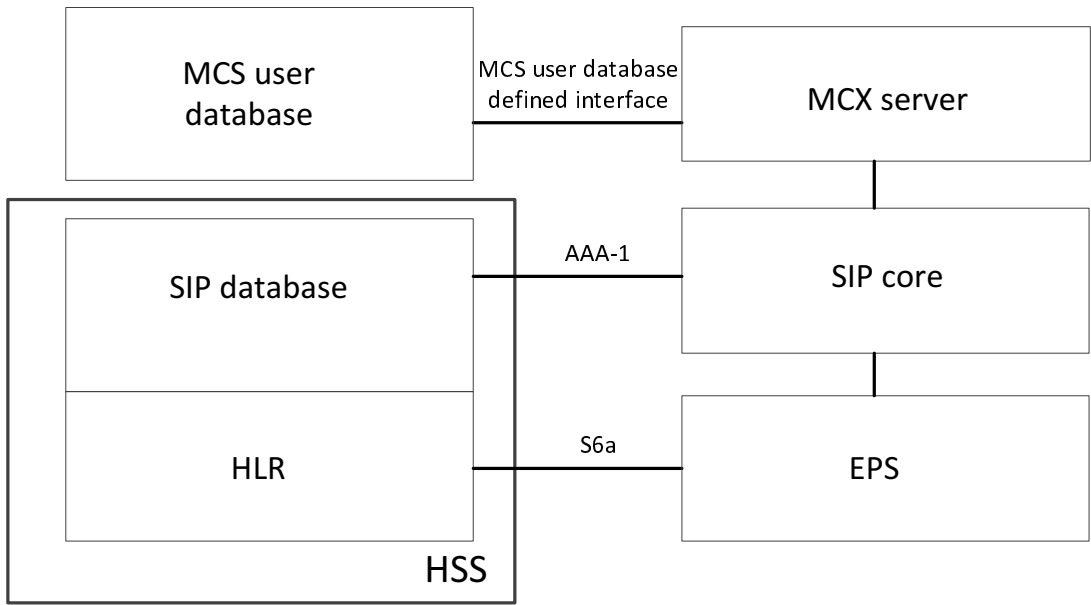 MCS user
database
MCS user database
defined interface
MCX server
SIP database
AAA-1
SIP core
HLR
S6a
EPS
HSS